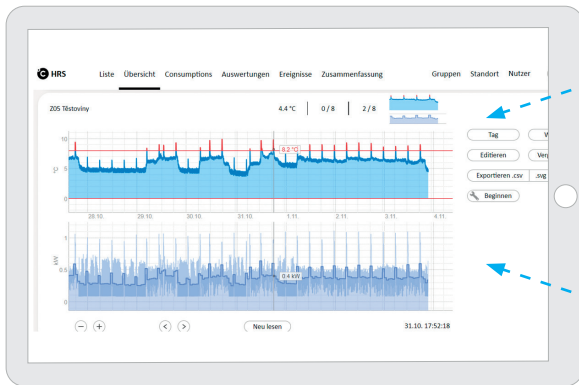 HRS
Liste Übersicht Consumptions Auswertungen Ereignisse Zusammenfassung Gruppen Standort Nutzer
Z05 Těstoviny 4.4 °C 0 / 8 2 / 8
Tag W
Editieren
Exportieren .csv .svg
Beginnen
10
8.2 °C
°C
5
0
28.10. 29.10. 30.10. 31.10. 1.11. 2.11. 3.11. 4.11.
1
kW
0.5
0.4 kW
0
− + < > Neu lesen 31.10. 17:52:18